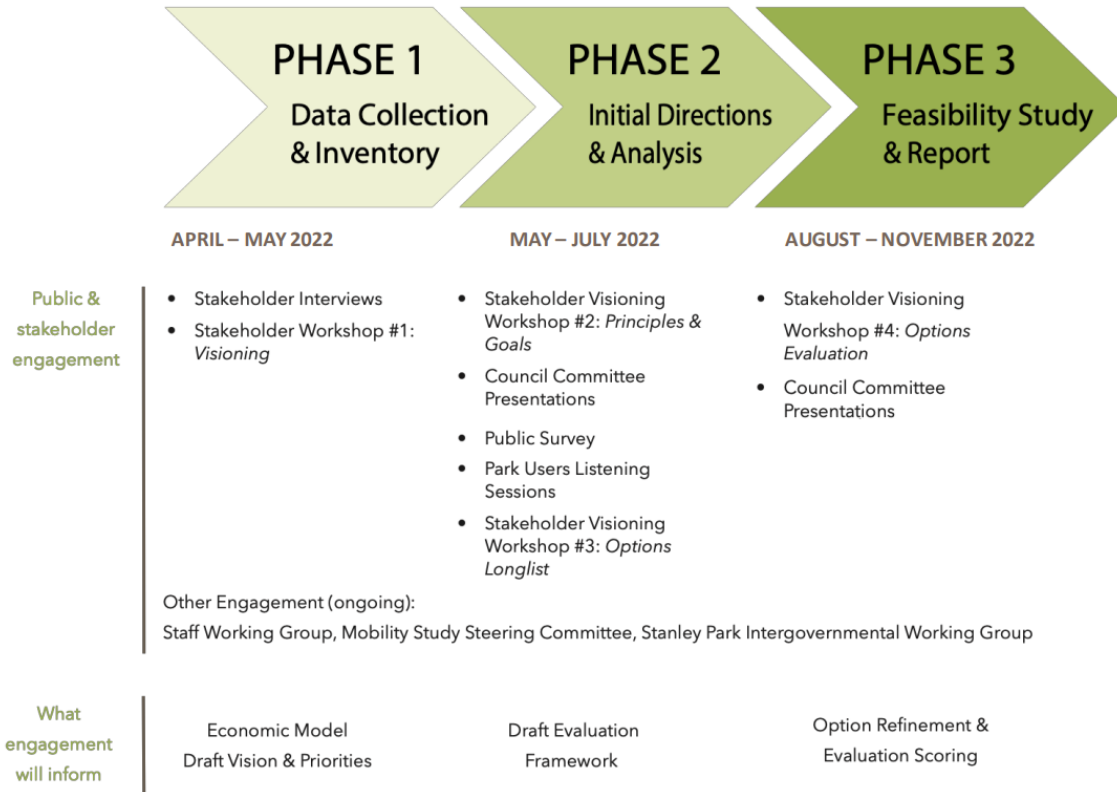 PHASE 1
Data Collection
& Inventory
PHASE 2
Initial Directions
& Analysis
PHASE 3
Feasibility Study
& Report
APRIL – MAY 2022
MAY – JULY 2022
AUGUST – NOVEMBER 2022
Public &
stakeholder
engagement
• Stakeholder Interviews
• Stakeholder Workshop #1:
Visioning
• Stakeholder Visioning
Workshop #2: Principles &
Goals
• Council Committee
Presentations
• Public Survey
• Park Users Listening
Sessions
• Stakeholder Visioning
Workshop #3: Options
Longlist
• Stakeholder Visioning
Workshop #4: Options
Evaluation
• Council Committee
Presentations
Other Engagement (ongoing):
Staff Working Group, Mobility Study Steering Committee, Stanley Park Intergovernmental Working Group
What
engagement
will inform
Economic Model
Draft Vision & Priorities
Draft Evaluation
Framework
Option Refinement &
Evaluation Scoring